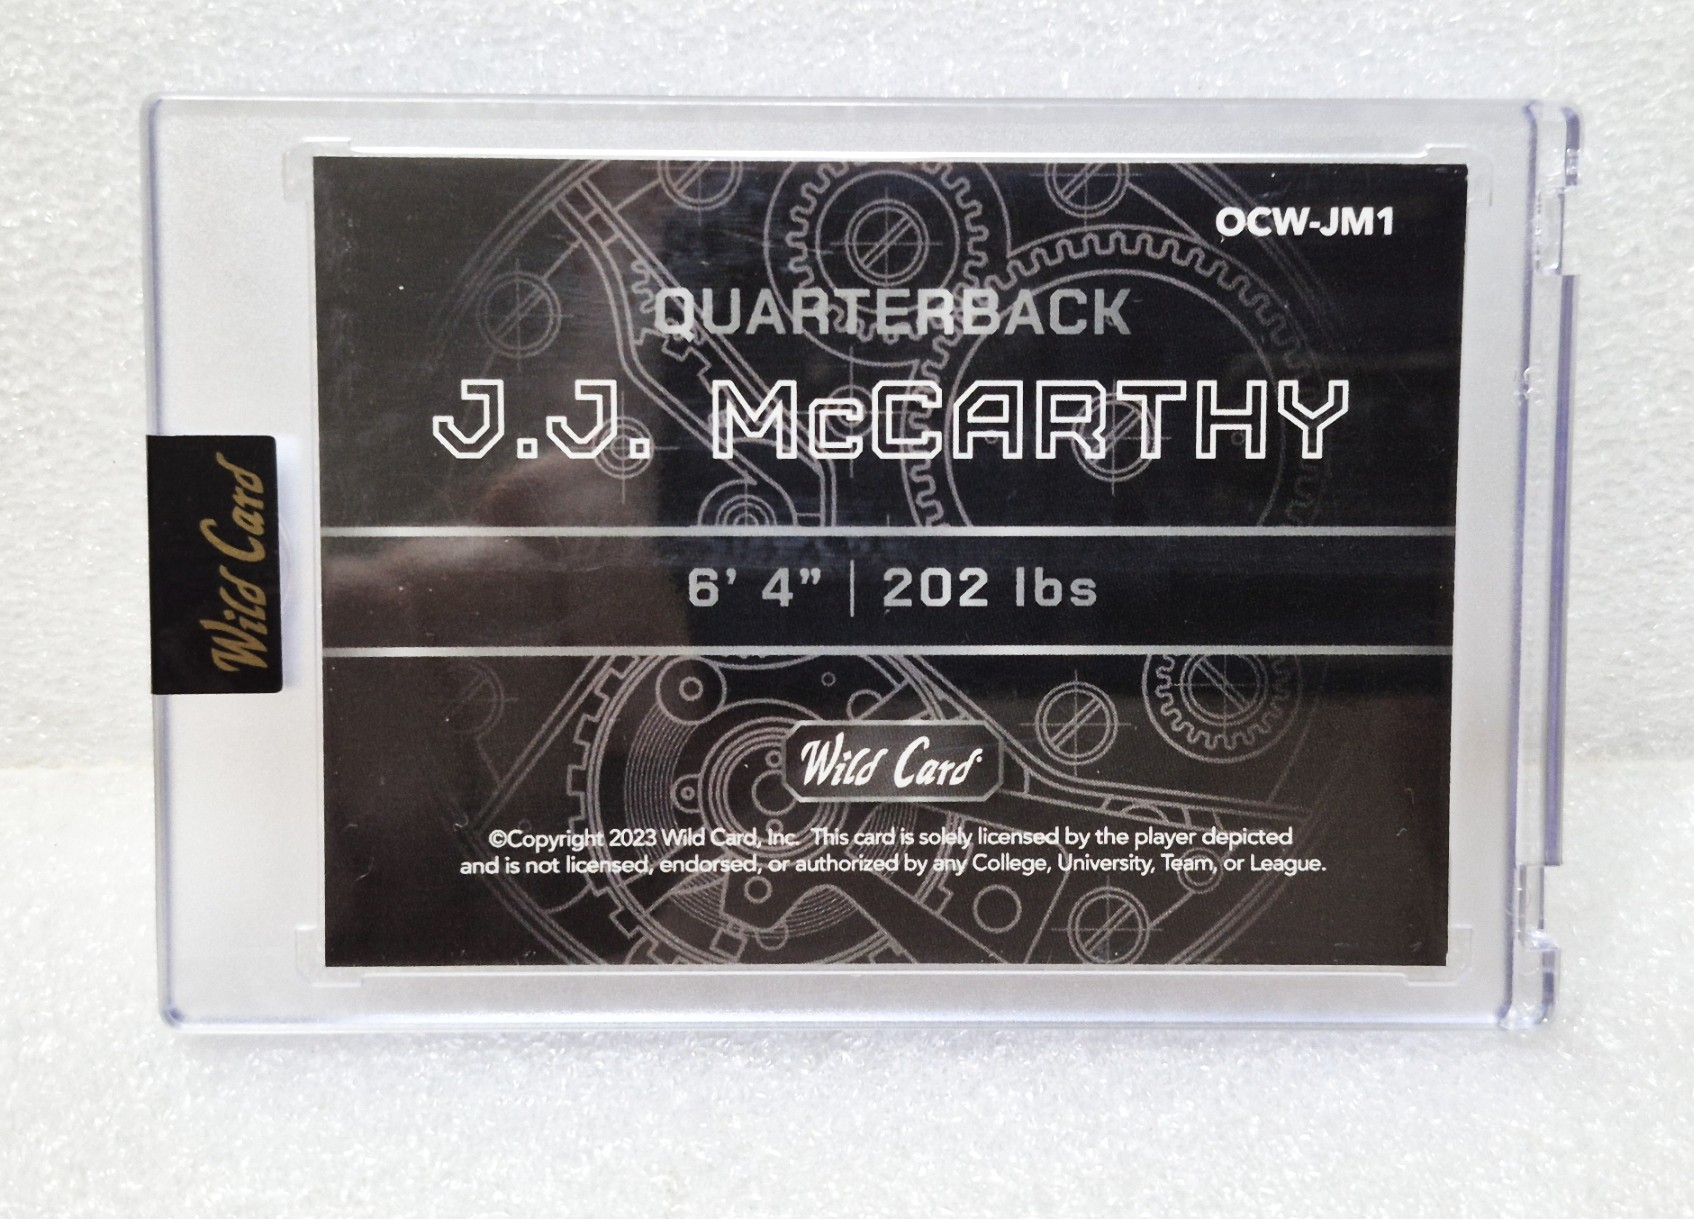 OCW-JM1
QUARTERBACK
J.J. McCARTHY
6' 4" | 202 lbs
Wild Card
Wild Card
©Copyright 2023 Wild Card, Inc. This card is solely licensed by the player depicted
and is not licensed, endorsed, or authorized by any College, University, Team, or League.